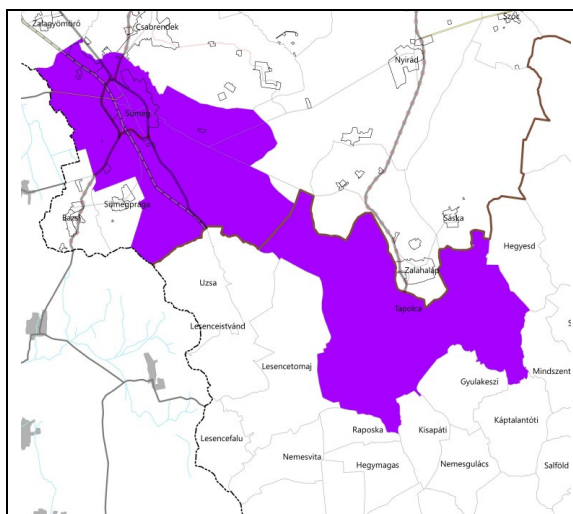 Zalagyömörő
Csabrendek
Szőc
Nyirád
Sümeg
Bazsi
Sümegprága
Sáska
Hegyesd
Zalahaláp
Uzsa
Lesenceistvánd
Tapolca
Lesencetomaj
Mindszent
Gyulakeszi
Káptalantóti
Lesencefalu
Raposka
Kisapáti
Nemesvita
Hegymagas
Nemesgulács
Salföld